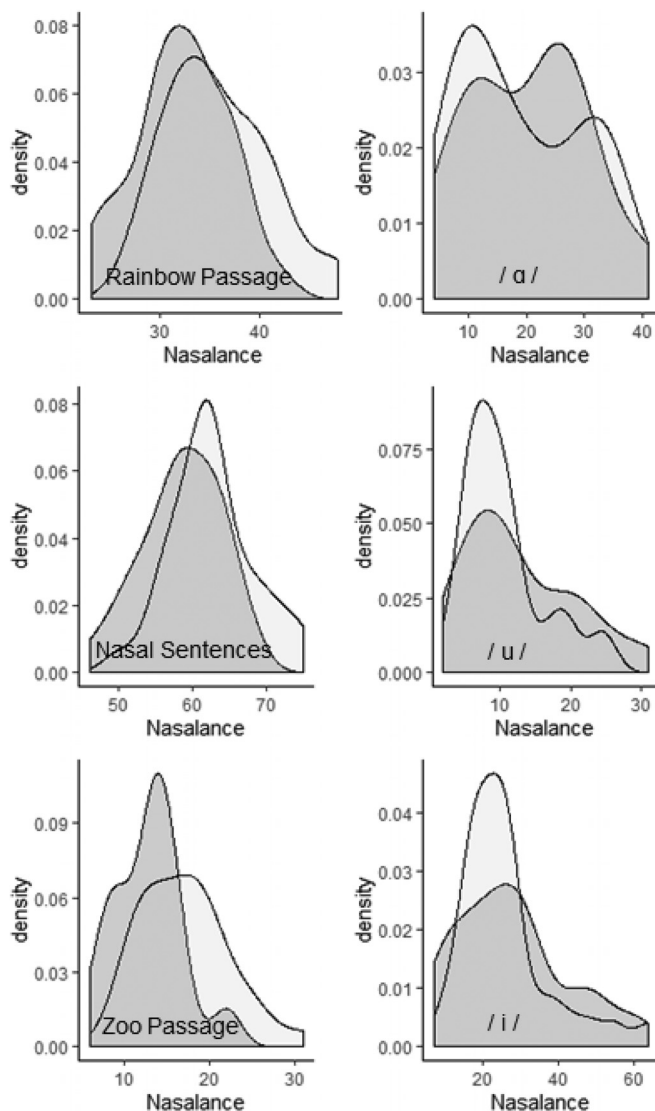 0.08
0.06
0.04
0.02
0.00
density
Rainbow Passage
30 40
Nasalance
0.03
0.02
0.01
0.00
density
/ ɑ /
10 20 30 40
Nasalance
0.08
0.06
0.04
0.02
0.00
density
Nasal Sentences
50 60 70
Nasalance
0.075
0.050
0.025
0.000
density
/ u /
10 20 30
Nasalance
0.09
0.06
0.03
0.00
density
Zoo Passage
10 20 30
Nasalance
0.04
0.03
0.02
0.01
0.00
density
/ i /
20 40 60
Nasalance